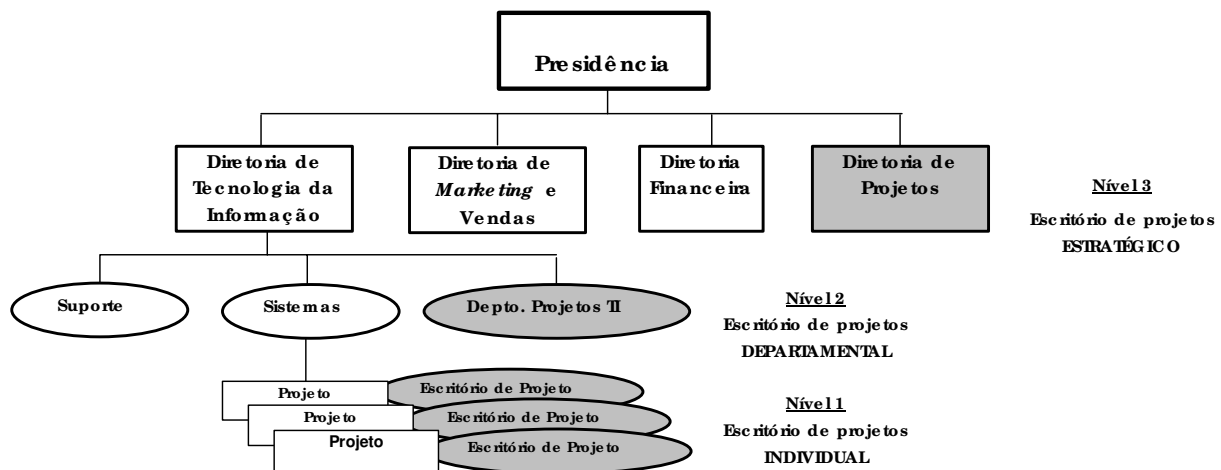 Presidência
Diretoria de
Tecnologia da
Informação
Diretoria de
Marketing e
Vendas
Diretoria
Financeira
Diretoria de
Projetos
Nível 3
Escritório de projetos
ESTRATÉGICO
Suporte
Sistemas
Depto. Projetos TI
Nível 2
Escritório de projetos
DEPARTAMENTAL
Projeto
Escritório de Projeto
Projeto
Escritório de Projeto
Projeto
Escritório de Projeto
Nível 1
Escritório de projetos
INDIVIDUAL